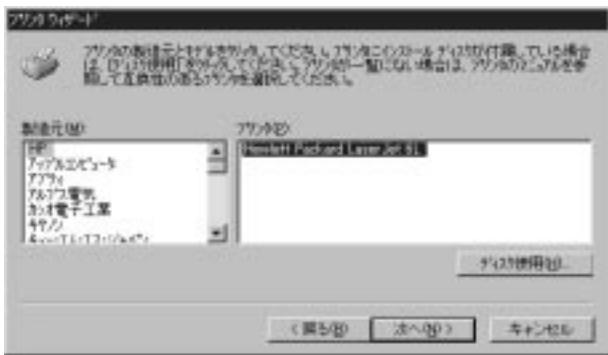 プリンタ ウィザード
プリンタの製造元とモデルをクリックしてください。プリンタにインストール ディスクが付属している場合
は、[ディスク使用] をクリックしてください。プリンタが一覧にない場合は、プリンタのマニュアルを参
照して互換性のあるプリンタを選択してください。
製造元(M):
プリンタ(P):
HP
Hewlett Packard LaserJet 6L
アップルコンピュータ
アプティ
アルプス電気
カシオ電子工業
キヤノン
ディスク使用(H)...
< 戻る(B)
次へ(N) >
キャンセル